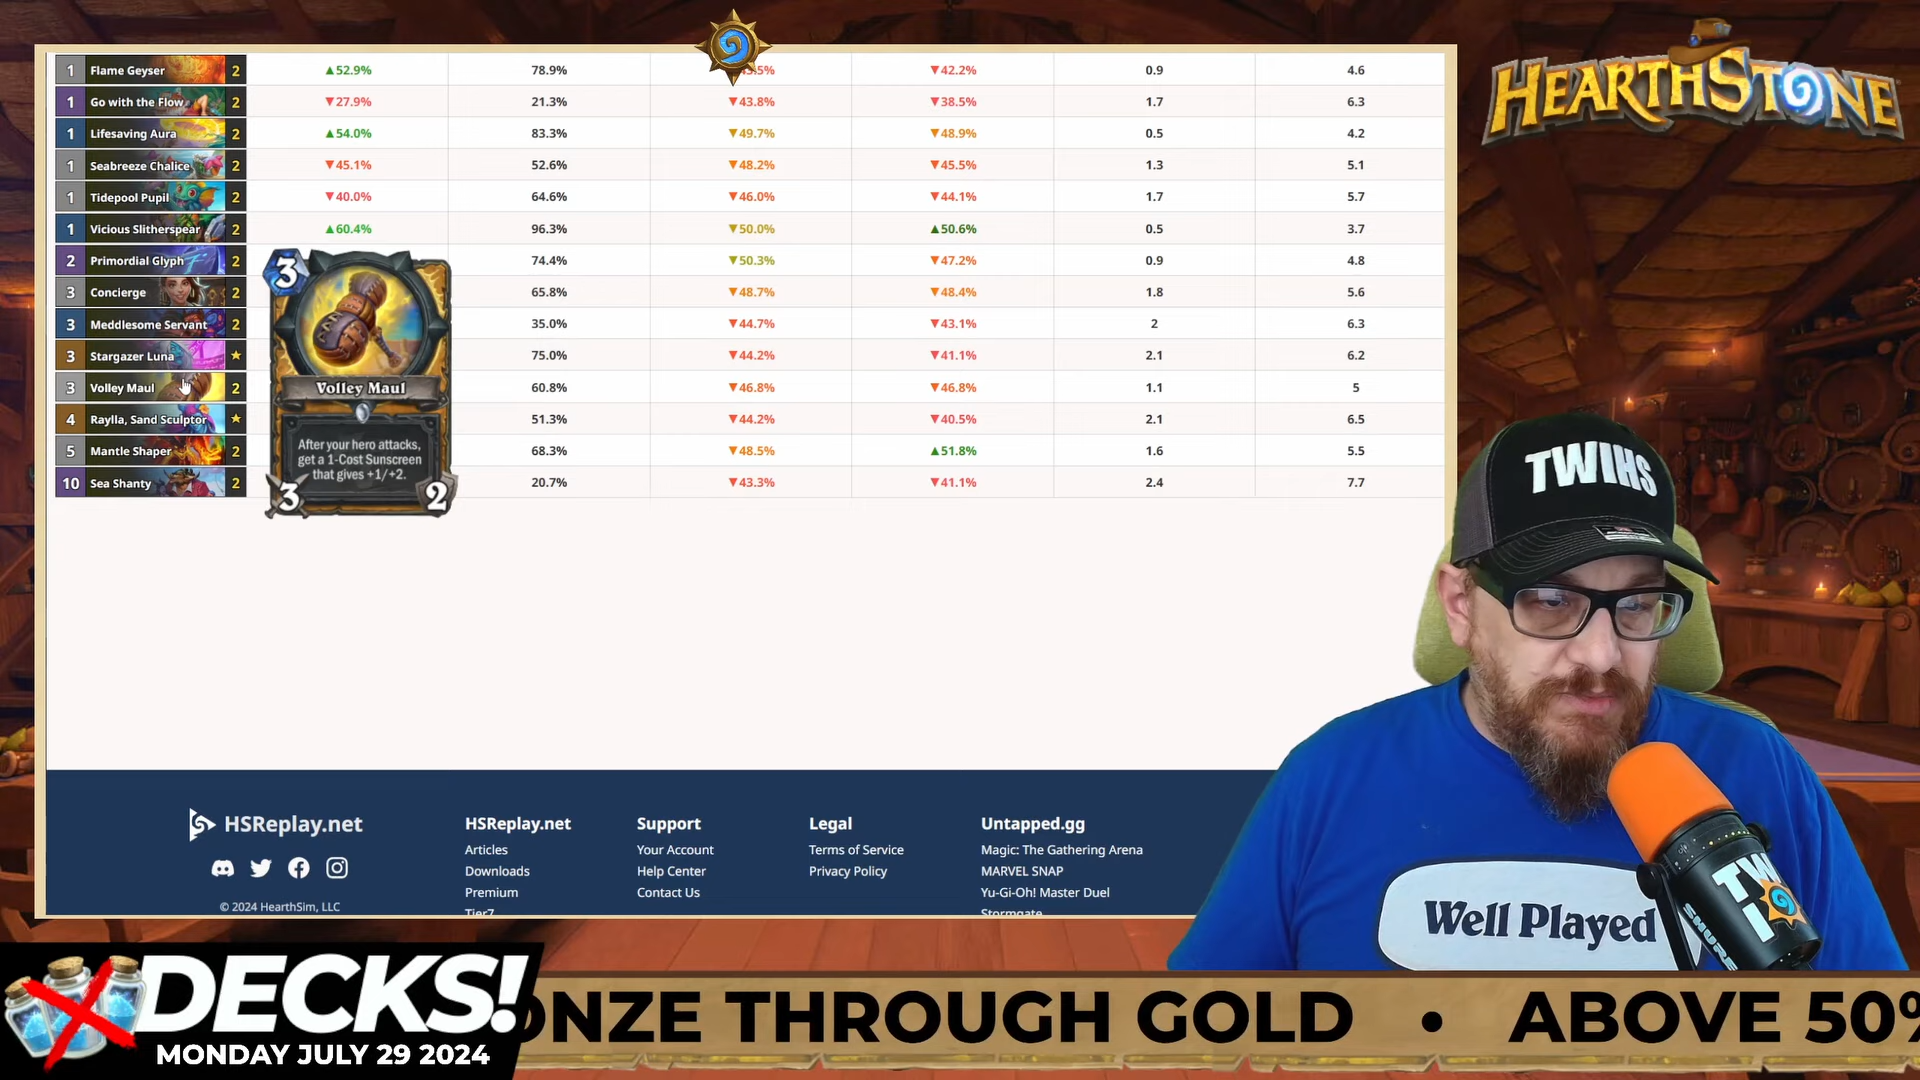 HEARTHSTONE
1 Flame Geyser 2 ▲52.9% 78.9% ▼42.2% 0.9 4.6
1 Go with the Flow 2 ▼27.9% 21.3% ▼43.8% ▼38.5% 1.7 6.3
1 Lifesaving Aura 2 ▲54.0% 83.3% ▼49.7% ▼48.9% 0.5 4.2
1 Seabreeze Chalice 2 ▼45.1% 52.6% ▼48.2% ▼45.5% 1.3 5.1
1 Tidepool Pupil 2 ▼40.0% 64.6% ▼46.0% ▼44.1% 1.7 5.7
1 Vicious Slitherspear 2 ▲60.4% 96.3% ▼50.0% ▲50.6% 0.5 3.7
2 Primordial Glyph 2 74.4% ▼50.3% ▼47.2% 0.9 4.8
3 Concierge 2 65.8% ▼48.7% ▼48.4% 1.8 5.6
3 Meddlesome Servant 2 35.0% ▼44.7% ▼43.1% 2 6.3
3 Stargazer Luna ★ 75.0% ▼44.2% ▼41.1% 2.1 6.2
3 Volley Maul 2 60.8% ▼46.8% ▼46.8% 1.1 5
4 Raylla, Sand Sculptor ★ 51.3% ▼44.2% ▼40.5% 2.1 6.5
5 Mantle Shaper 2 68.3% ▼48.5% ▲51.8% 1.6 5.5
10 Sea Shanty 2 20.7% ▼43.3% ▼41.1% 2.4 7.7
3
Volley Maul
After your hero attacks,
get a 1-Cost Sunscreen
that gives +1/+2.
3 2
TWIHS
Well Played
SHURE
HSReplay.net
© 2024 HearthSim, LLC
HSReplay.net
Articles
Downloads
Premium
Tier7
Support
Your Account
Help Center
Contact Us
Legal
Terms of Service
Privacy Policy
Untapped.gg
Magic: The Gathering Arena
MARVEL SNAP
Yu-Gi-Oh! Master Duel
Stormgate
DECKS!
MONDAY JULY 29 2024
ONZE THROUGH GOLD • ABOVE 50%